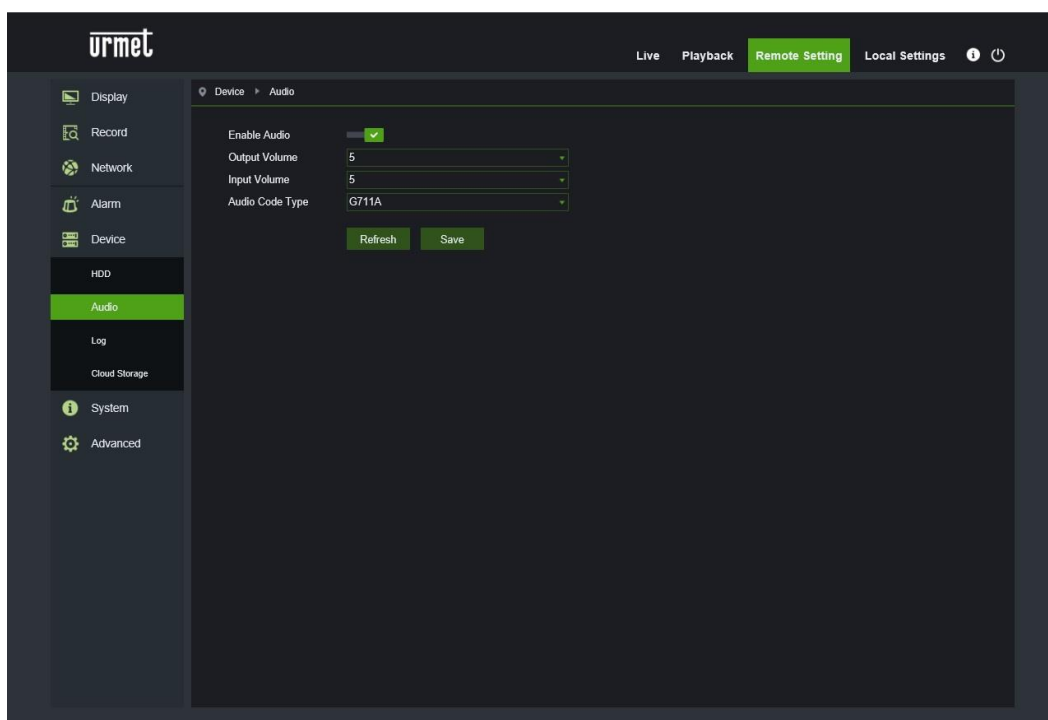 urmet
Live Playback Remote Setting Local Settings
Display
Record
Network
Alarm
Device
HDD
Audio
Log
Cloud Storage
System
Advanced
Device Audio
Enable Audio
Output Volume 5
Input Volume 5
Audio Code Type G711A
Refresh Save